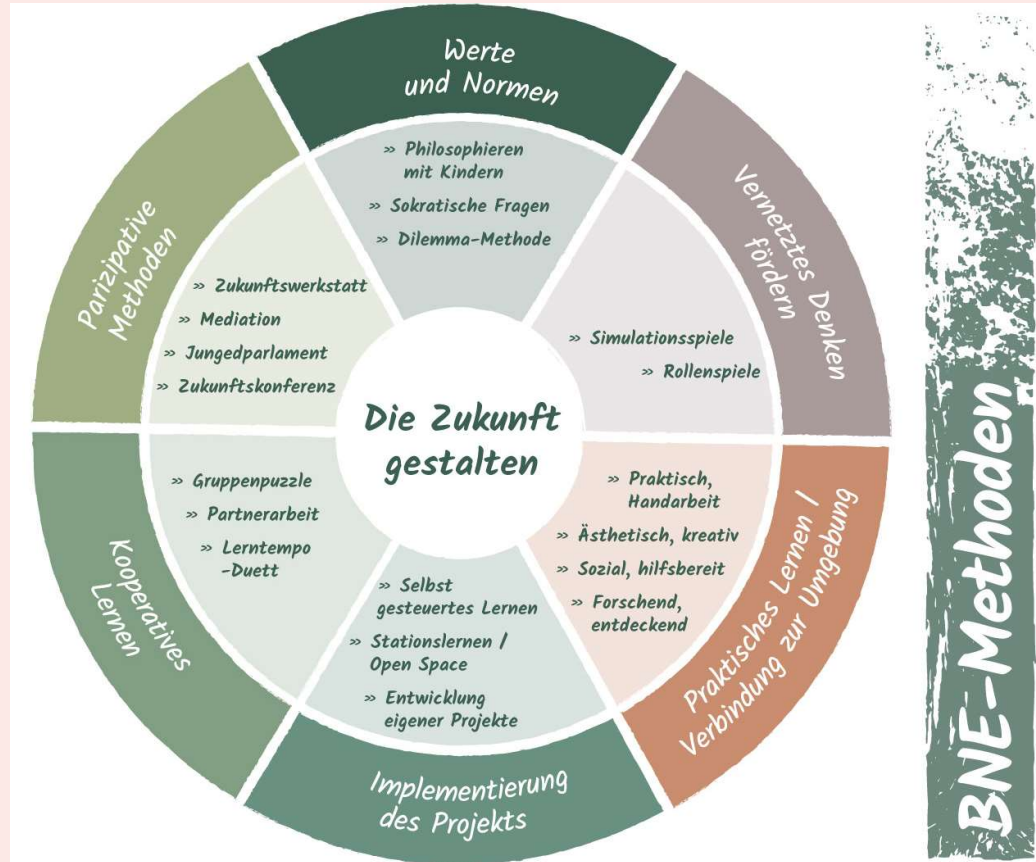 Werte
und Normen
» Philosophieren
mit Kindern
» Sokratische Fragen
» Dilemma-Methode
Vernetztes Denken
fördern
» Simulationsspiele
» Rollenspiele
Praktisches Lernen /
Verbindung zur Umgebung
» Praktisch,
Handarbeit
» Ästhetisch, kreativ
» Sozial, hilfsbereit
» Forschend,
entdeckend
Implementierung
des Projekts
» Selbst
gesteuertes Lernen
» Stationslernen /
Open Space
» Entwicklung
eigener Projekte
Kooperatives
Lernen
» Gruppenpuzzle
» Partnerarbeit
» Lerntempo
-Duett
Parizipative
Methoden
» Zukunftswerkstatt
» Mediation
» Jungedparlament
» Zukunftskonferenz
Die Zukunft
gestalten
BNE-Methoden